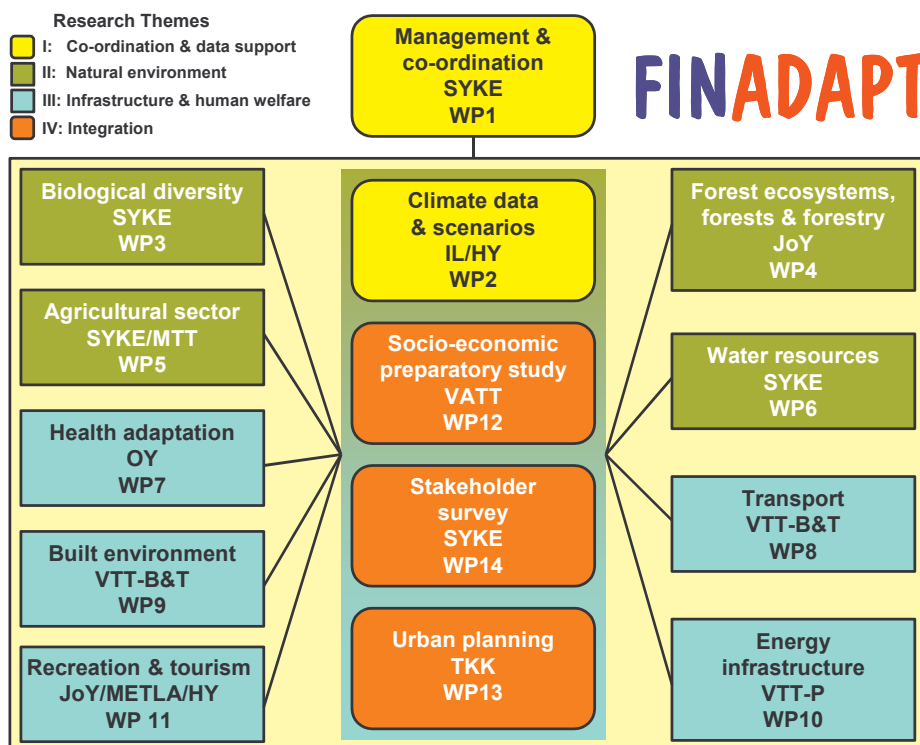 Research Themes
I: Co-ordination & data support
II: Natural environment
III: Infrastructure & human welfare
IV: Integration
Management &
co-ordination
SYKE
WP1
FINADAPT
Biological diversity
SYKE
WP3
Agricultural sector
SYKE/MTT
WP5
Health adaptation
OY
WP7
Built environment
VTT-B&T
WP9
Recreation & tourism
JoY/METLA/HY
WP 11
Climate data
& scenarios
IL/HY
WP2
Socio-economic
preparatory study
VATT
WP12
Stakeholder
survey
SYKE
WP14
Urban planning
TKK
WP13
Forest ecosystems,
forests & forestry
JoY
WP4
Water resources
SYKE
WP6
Transport
VTT-B&T
WP8
Energy
infrastructure
VTT-P
WP10